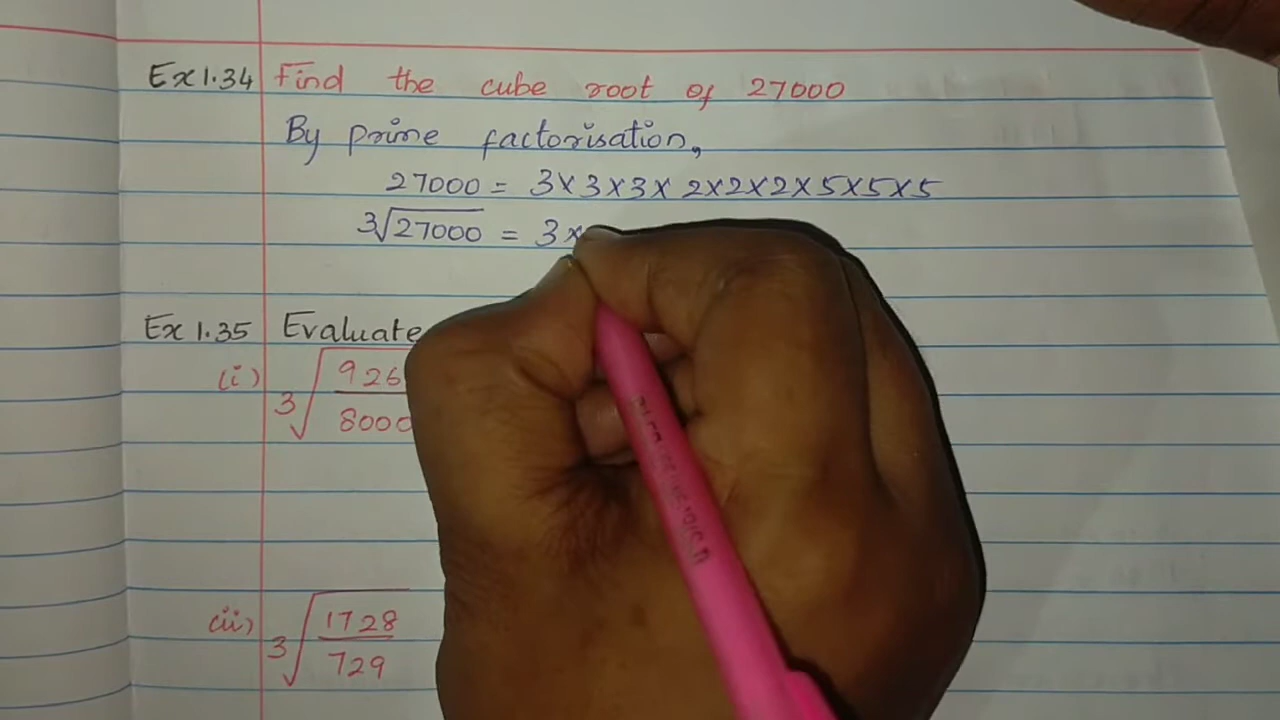 Ex 1.34 Find the cube root of 27000
By prime factorisation,
27000 = 3×3×3×2×2×2×5×5×5
∛27000 = 3×
Ex 1.35 Evaluate
(i) 3√926
8000
(ii) 3√1728
729